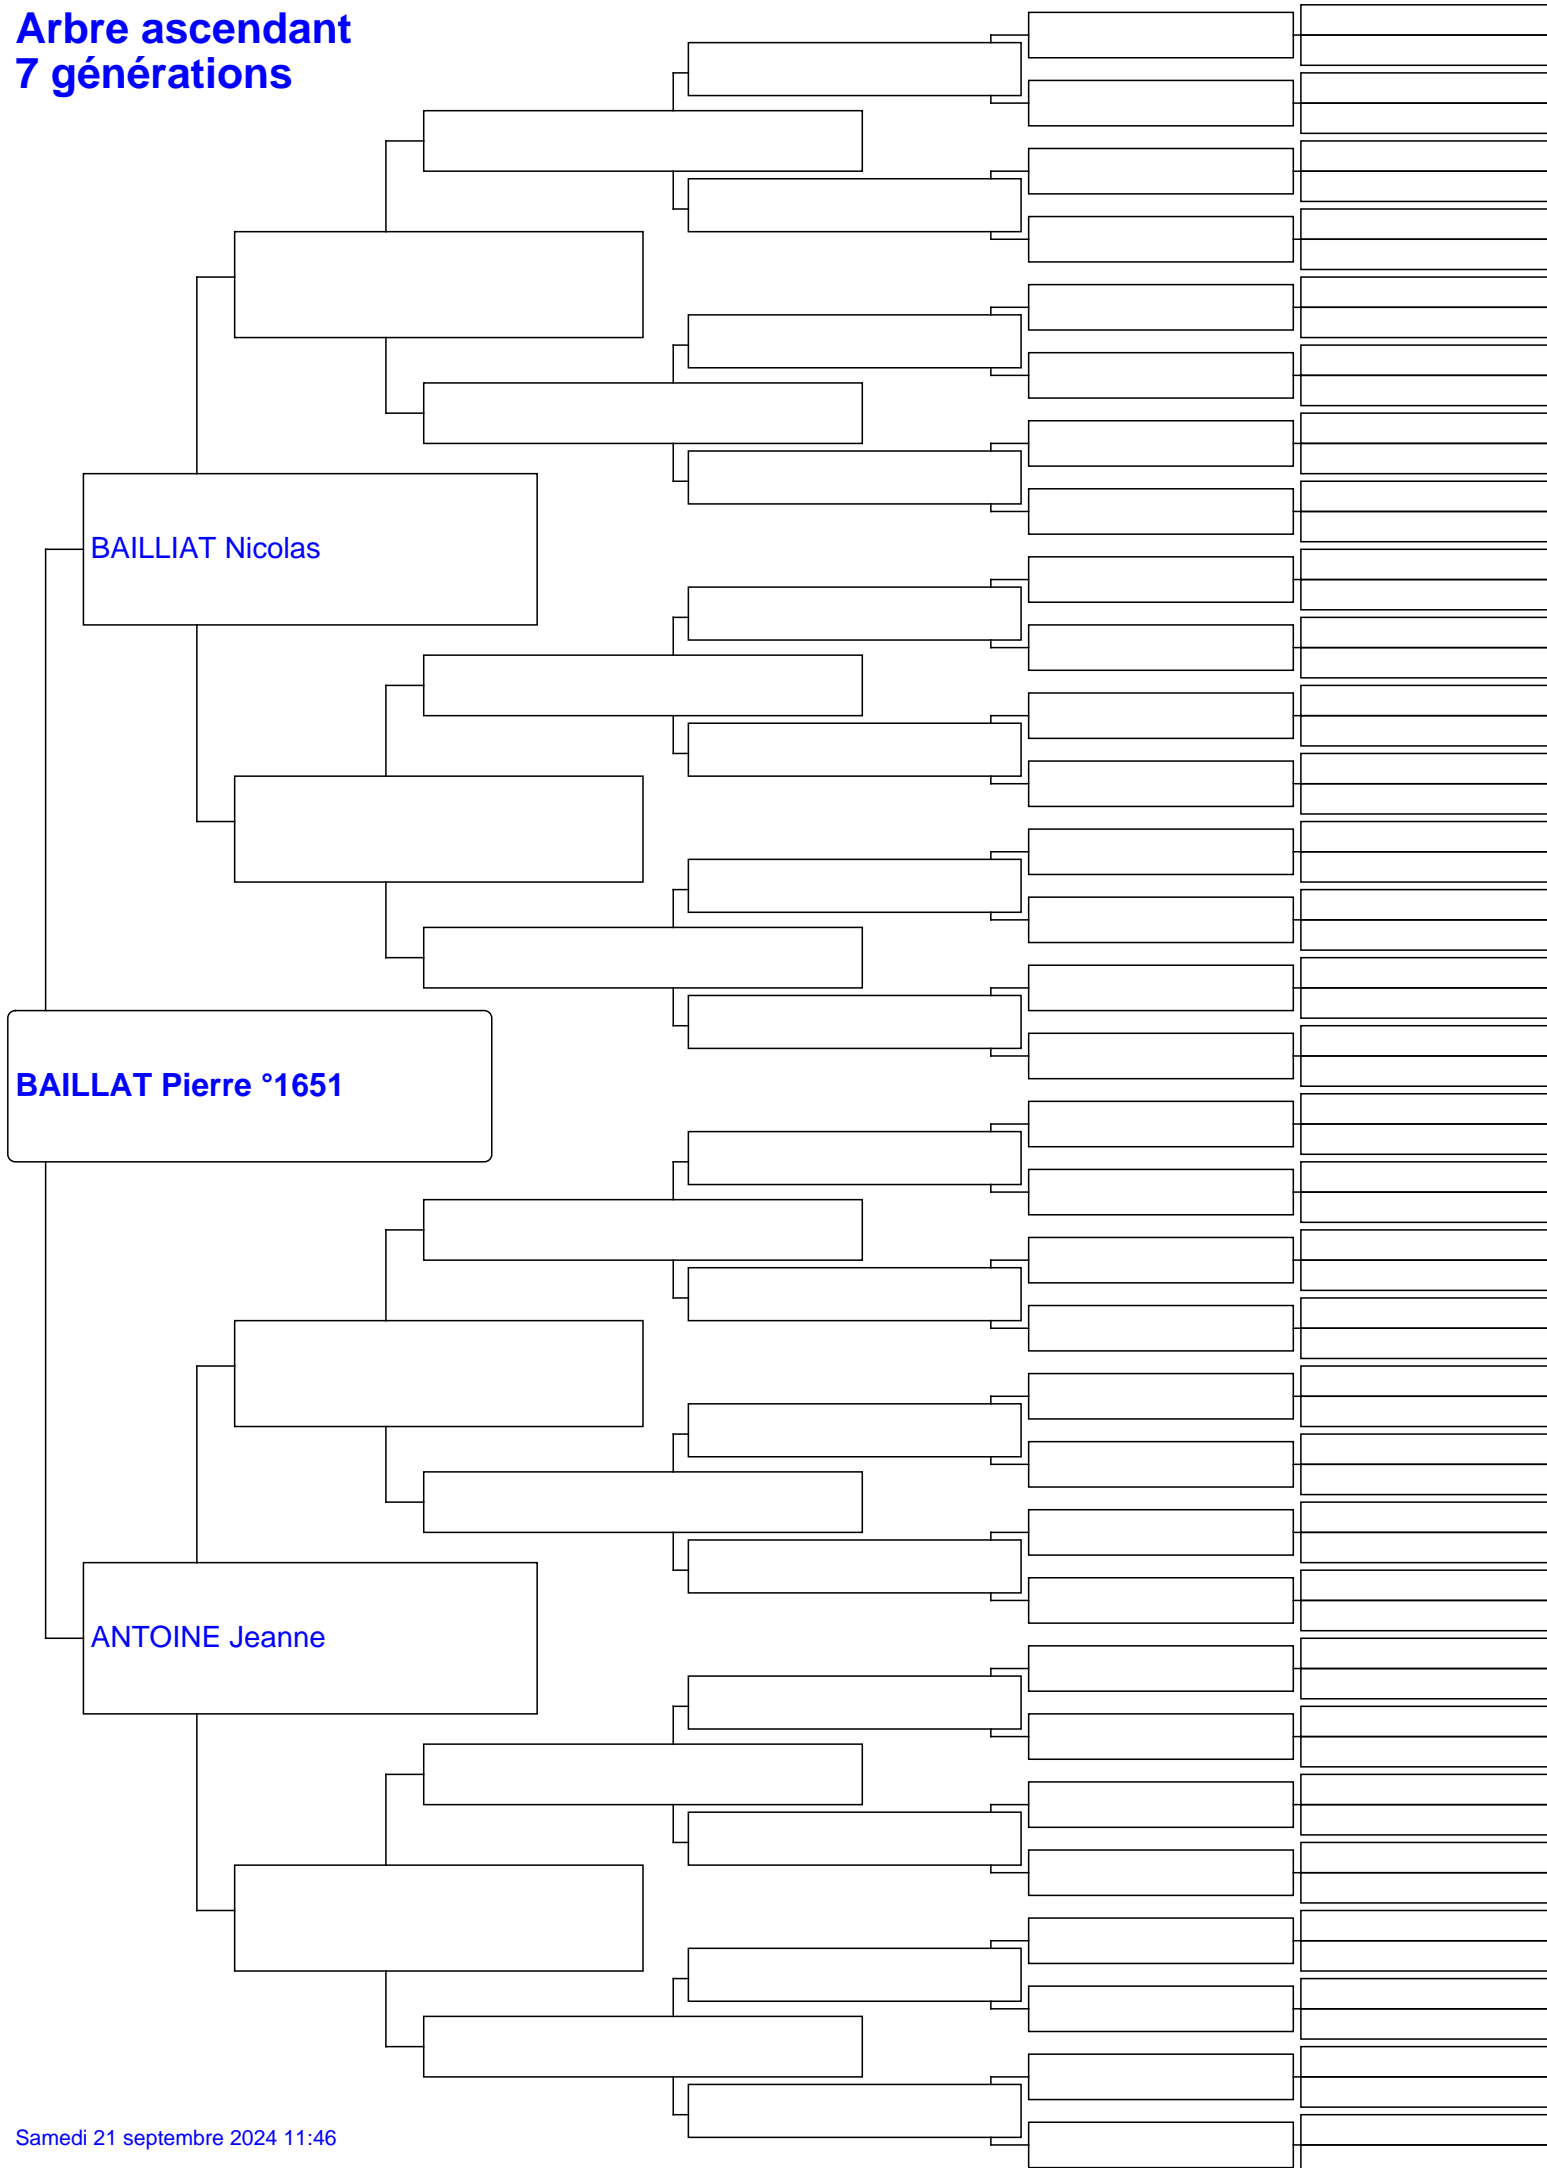 Arbre ascendant
7 générations
BAILLIAT Nicolas
BAILLAT Pierre °1651
ANTOINE Jeanne
Samedi 21 septembre 2024 11:46